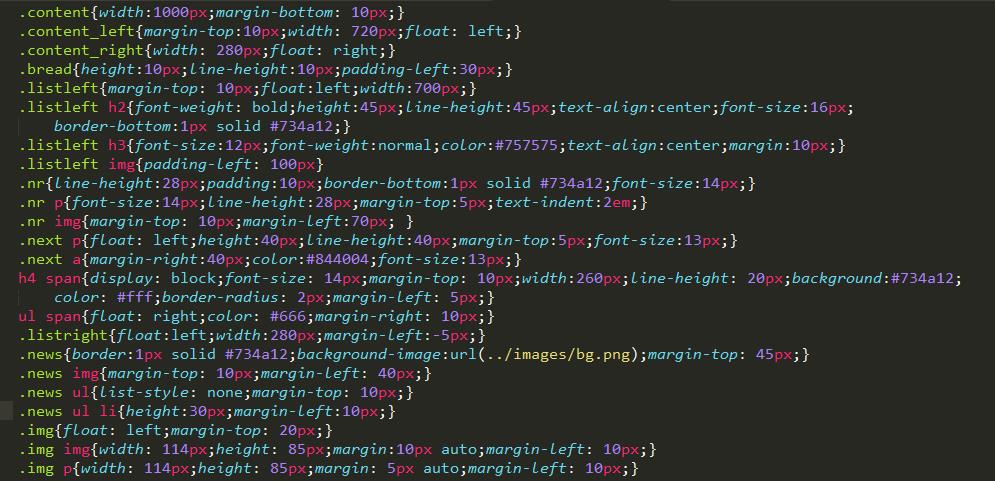 .content{width:1000px;margin-bottom: 10px;}
.content_left{margin-top:10px;width: 720px;float: left;}
.content_right{width: 280px;float: right;}
.bread{height:10px;line-height:10px;padding-left:30px;}
.listleft{margin-top: 10px;float:left;width:700px;}
.listleft h2{font-weight: bold;height:45px;line-height:45px;text-align:center;font-size:16px;
border-bottom:1px solid #734a12;}
.listleft h3{font-size:12px;font-weight:normal;color:#757575;text-align:center;margin:10px;}
.listleft img{padding-left: 100px}
.nr{line-height:28px;padding:10px;border-bottom:1px solid #734a12;font-size:14px;}
.nr p{font-size:14px;line-height:28px;margin-top:5px;text-indent:2em;}
.nr img{margin-top: 10px;margin-left:70px; }
.next p{float: left;height:40px;line-height:40px;margin-top:5px;font-size:13px;}
.next a{margin-right:40px;color:#844004;font-size:13px;}
h4 span{display: block;font-size: 14px;margin-top: 10px;width:260px;line-height: 20px;background:#734a12;
color: #fff;border-radius: 2px;margin-left: 5px;}
ul span{float: right;color: #666;margin-right: 10px;}
.listright{float:left;width:280px;margin-left:-5px;}
.news{border:1px solid #734a12;background-image:url(../images/bg.png);margin-top: 45px;}
.news img{margin-top: 10px;margin-left: 40px;}
.news ul{list-style: none;margin-top: 10px;}
.news ul li{height:30px;margin-left:10px;}
.img{float: left;margin-top: 20px;}
.img img{width: 114px;height: 85px;margin:10px auto;margin-left: 10px;}
.img p{width: 114px;height: 85px;margin: 5px auto;margin-left: 10px;}